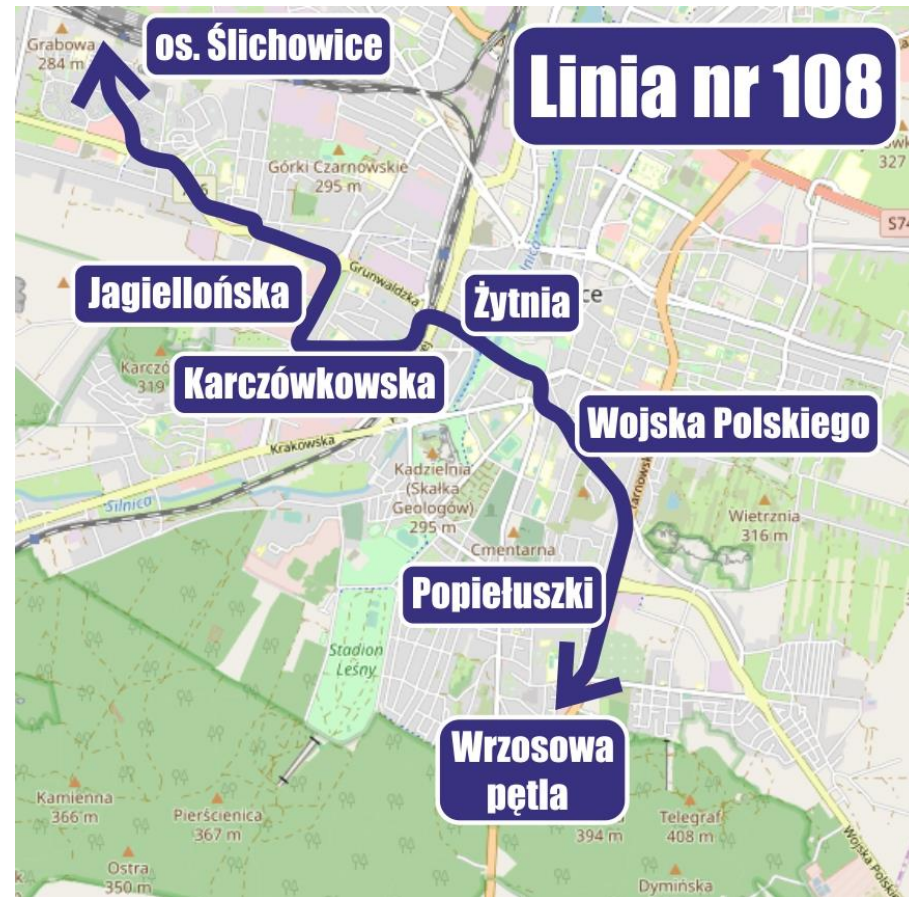 Grabowa
284 m
os. Ślichowice
Linia nr 108
327
S74
Górki Czarnowskie
295 m
Grunwaldzka
Jagiellońska
Żytnia
Karczówkowska
319
Wojska Polskiego
Krakowska
Silnica
Kadzielnia
(Skałka
Geologów)
295 m
Wietrznia
316 m
Cmentarna
Popiełuszki
Stadion
Leśny
Wrzosowa
pętla
Kamienna
366 m
Pierścienica
367 m
394 m
Telegraf
408 m
Ostra
350 m
Dymińska